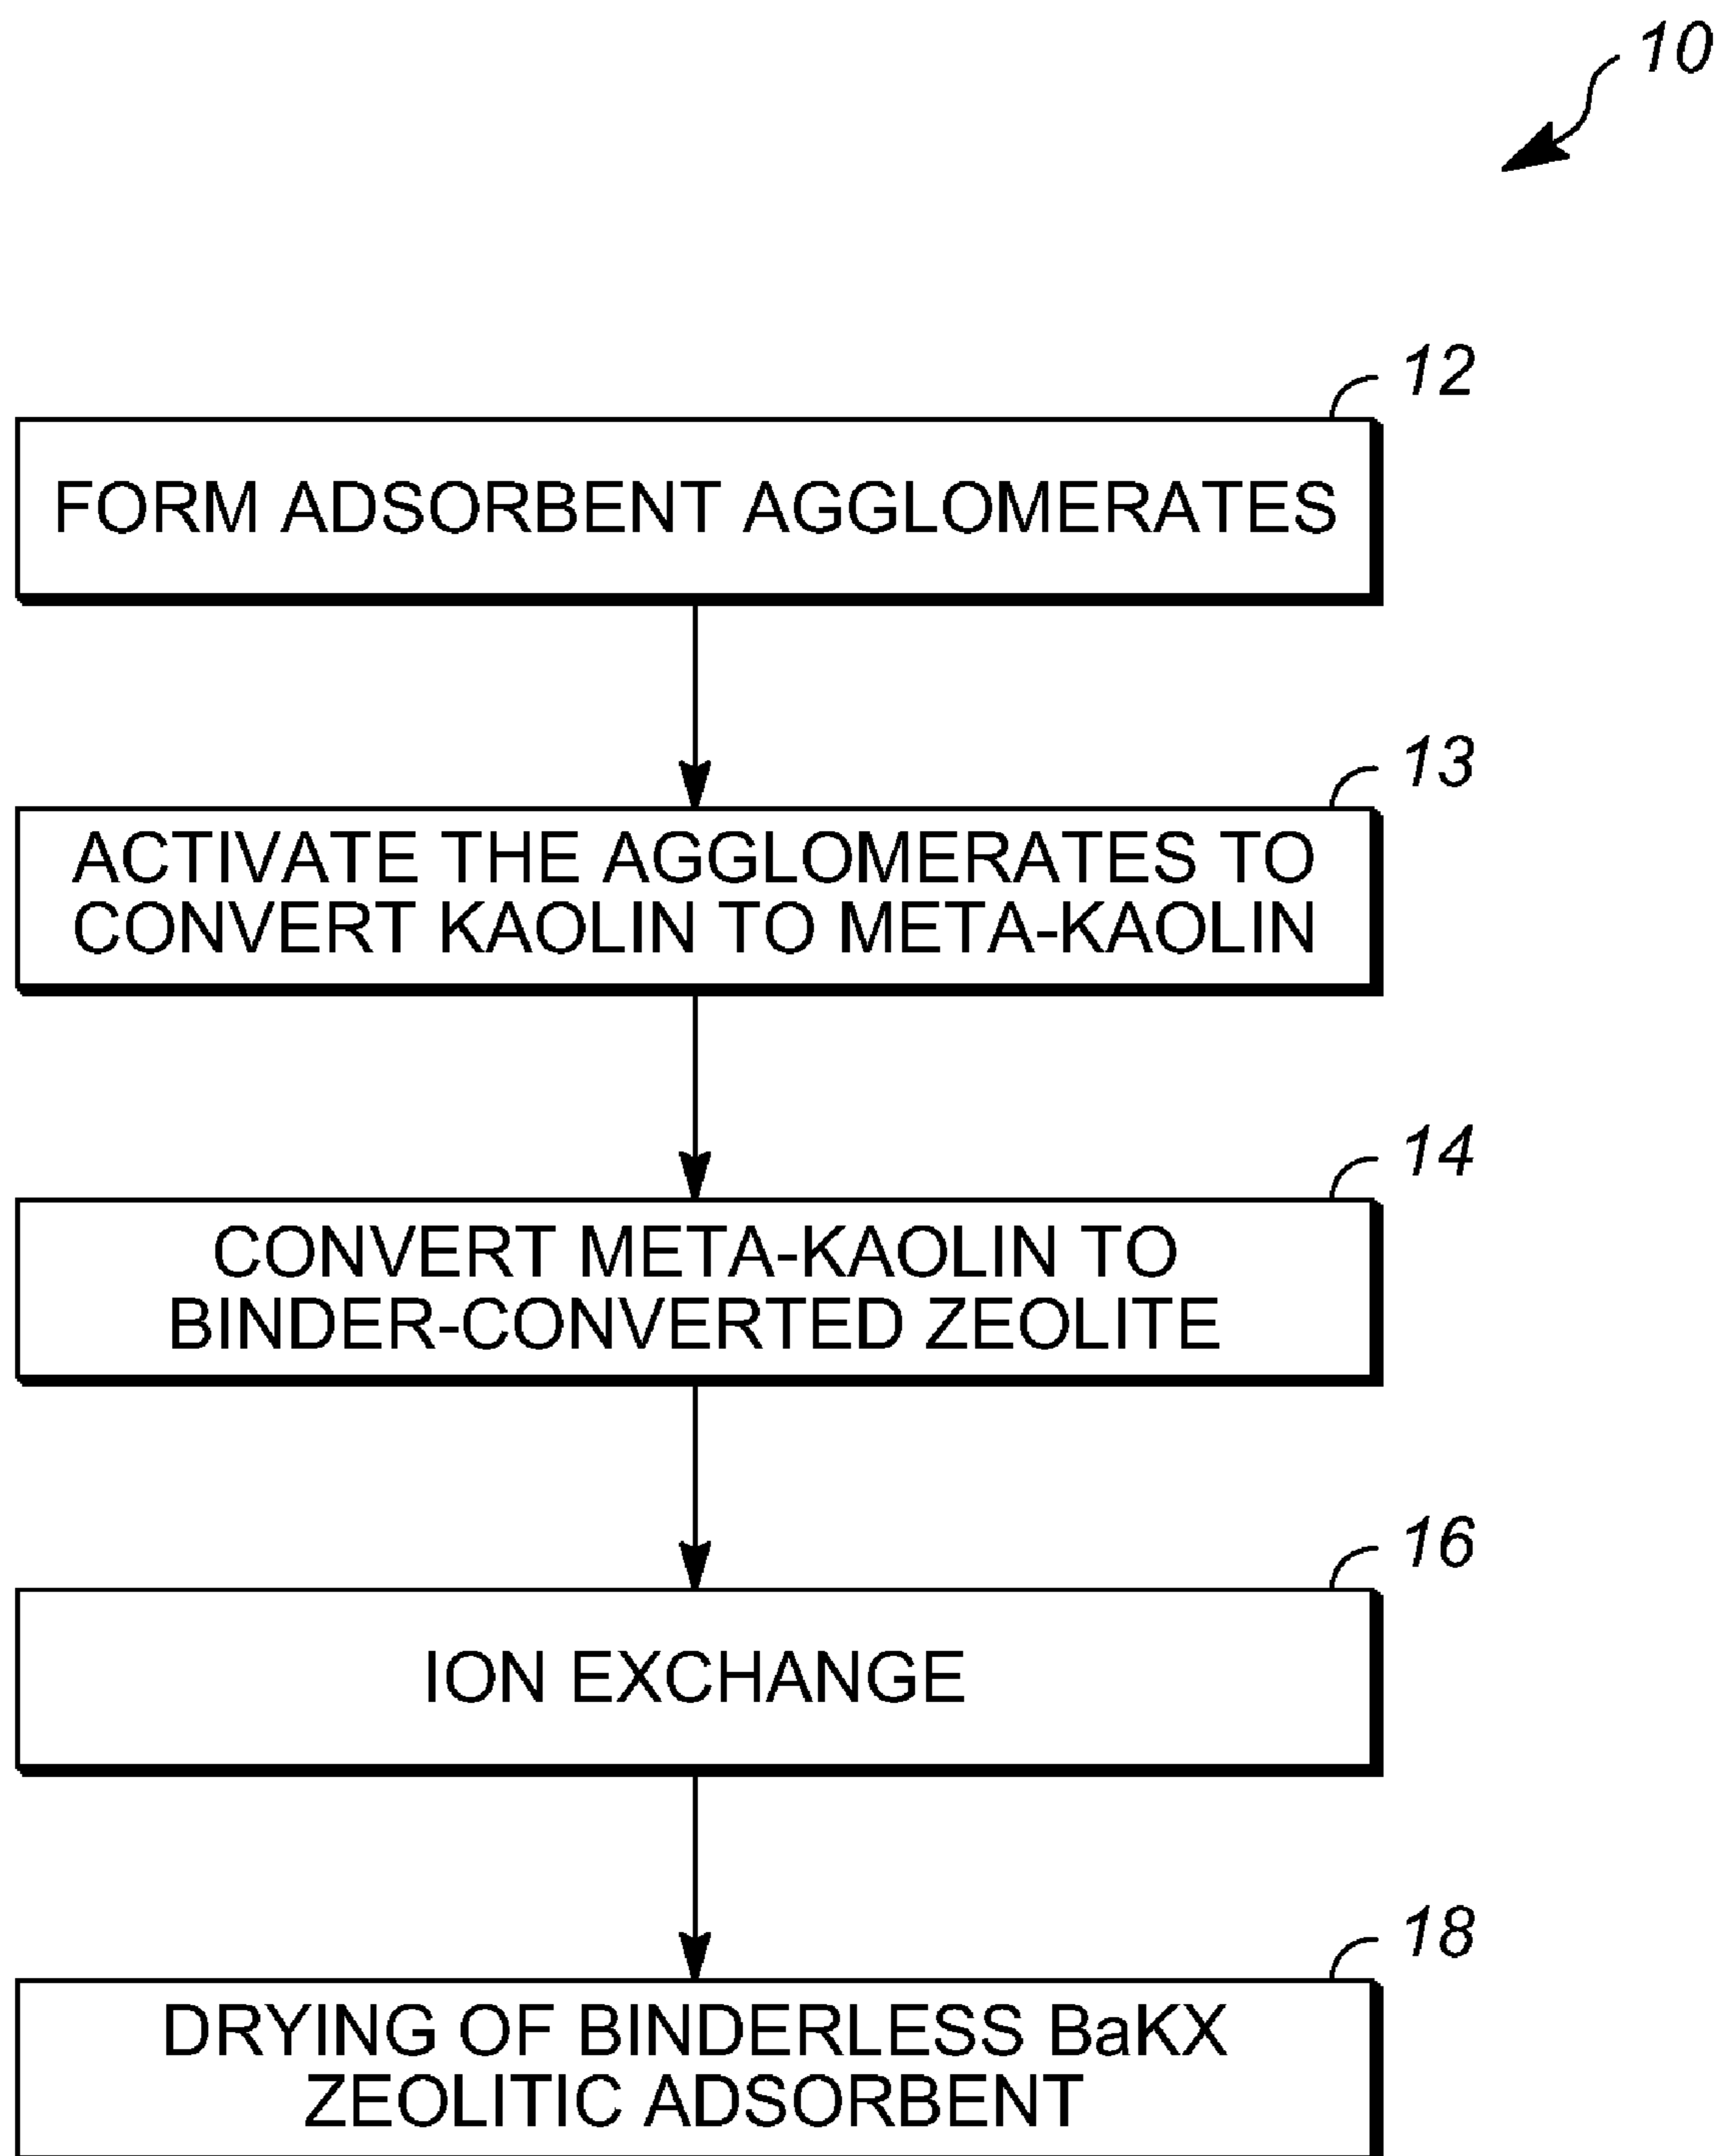 10
12
FORM ADSORBENT AGGLOMERATES
13
ACTIVATE THE AGGLOMERATES TO
CONVERT KAOLIN TO META-KAOLIN
14
CONVERT META-KAOLIN TO
BINDER-CONVERTED ZEOLITE
16
ION EXCHANGE
18
DRYING OF BINDERLESS BaKX
ZEOLITIC ADSORBENT